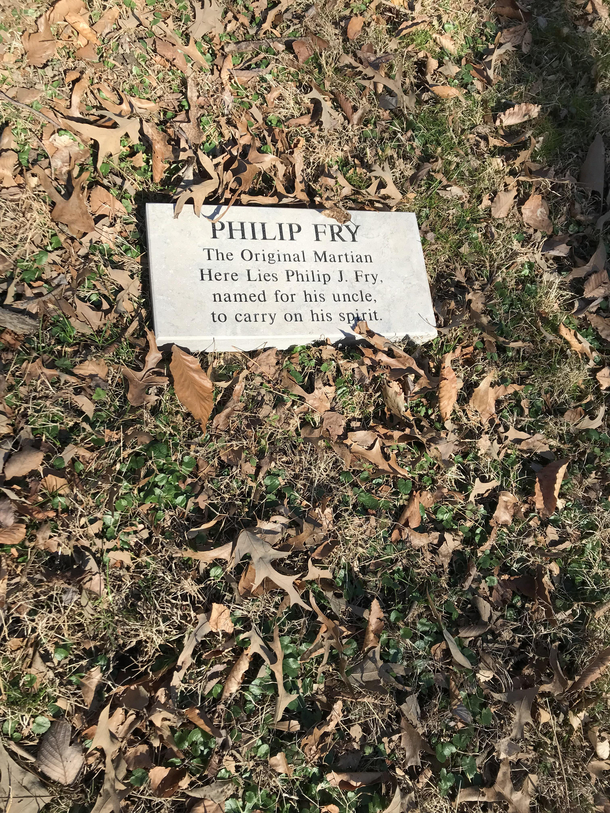 PHILIP FRY
The Original Martian
Here Lies Philip J. Fry,
named for his uncle,
to carry on his spirit.